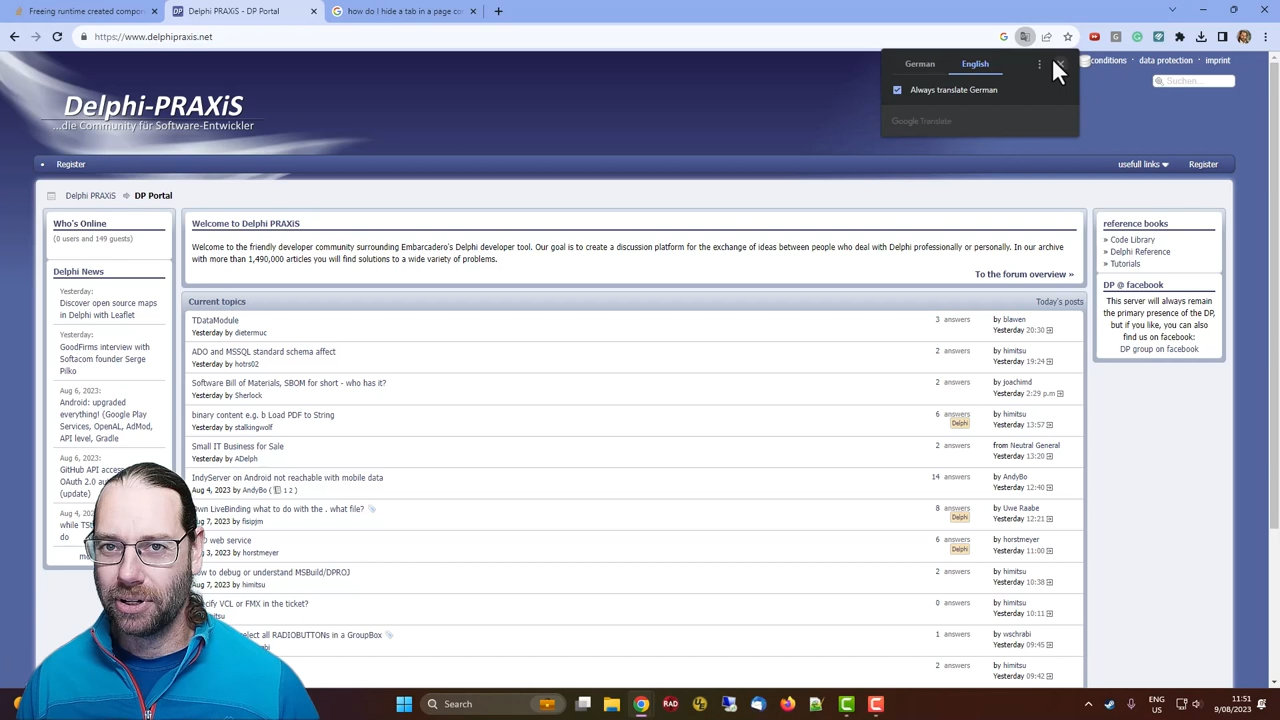 Freeing runtime created compor
Delphi PRAXiS - DP Portal
how do I hide a tab in a page co
https://www.delphipraxis.net
German
English
Always translate German
Google Translate
conditions
data protection
imprint
Suchen...
Delphi-PRAXiS
...die Community für Software-Entwickler
Register
usefull links
Register
Delphi PRAXiS
DP Portal
Who's Online
(0 users and 149 guests)
Delphi News
Yesterday:
Discover open source maps
in Delphi with Leaflet
Yesterday:
GoodFirms interview with
Softacom founder Serge
Pilko
Aug 6, 2023:
Android: upgraded
everything! (Google Play
Services, OpenAL, AdMob,
API level, Gradle
Aug 6, 2023:
GitHub API access
OAuth 2.0 au
(update)
Aug 4,
while TSt
do
Welcome to Delphi PRAXiS
Welcome to the friendly developer community surrounding Embarcadero's Delphi developer tool. Our goal is to create a discussion platform for the exchange of ideas between people who deal with Delphi professionally or personally. In our archive
with more than 1,490,000 articles you will find solutions to a wide variety of problems.
To the forum overview »
Current topics
Today's posts
TDataModule
Yesterday by dietermuc
3 answers
by blawen
Yesterday 20:30
ADO and MSSQL standard schema affect
Yesterday by hotrs02
2 answers
by himitsu
Yesterday 19:24
Software Bill of Materials, SBOM for short - who has it?
Yesterday by Sherlock
2 answers
by joachimd
Yesterday 2:29 p.m
binary content e.g. b Load PDF to String
Yesterday by stalkingwolf
6 answers
Delphi
by himitsu
Yesterday 13:57
Small IT Business for Sale
Yesterday by ADelph
2 answers
from Neutral General
Yesterday 13:20
IndyServer on Android not reachable with mobile data
Aug 4, 2023 by AndyBo ( 1 2 )
14 answers
by AndyBo
Yesterday 12:40
own LiveBinding what to do with the . what file?
ug 7, 2023 by fisipjm
8 answers
Delphi
by Uwe Raabe
Yesterday 12:21
O web service
g 3, 2023 by horstmeyer
6 answers
Delphi
by horstmeyer
Yesterday 11:00
ow to debug or understand MSBuild/DPROJ
Aug 7, 2023 by himitsu
2 answers
by himitsu
Yesterday 10:38
ecify VCL or FMX in the ticket?
himitsu
0 answers
by himitsu
Yesterday 10:11
elect all RADIOBUTTONs in a GroupBox
1 answers
by wschrabi
Yesterday 09:45
2 answers
by himitsu
Yesterday 09:42
reference books
» Code Library
» Delphi Reference
» Tutorials
DP @ facebook
This server will always remain
the primary presence of the DP,
but if you like, you can also
find us on facebook:
DP group on facebook
Search
RAD
ENG
US
11:51
9/08/2023